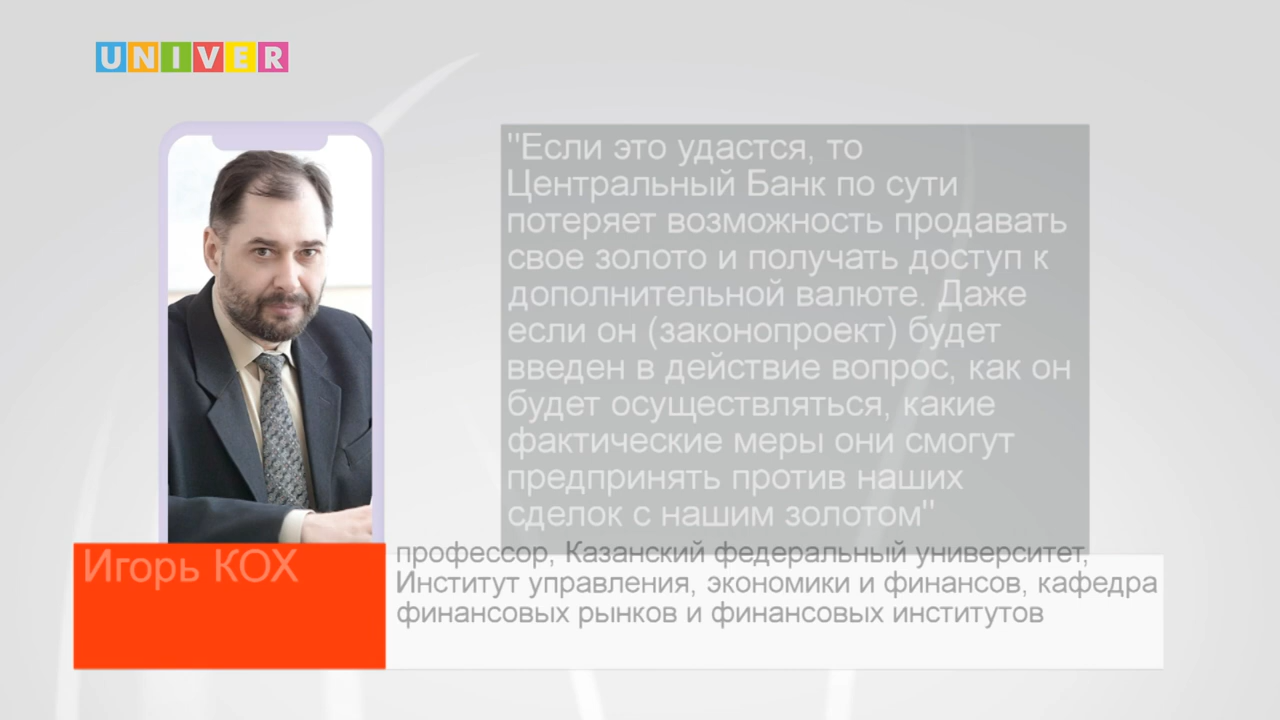 UNIVER
"Если это удастся, то
Центральный Банк по сути
потеряет возможность продавать
свое золото и получать доступ к
дополнительной валюте. Даже
если он (законопроект) будет
введен в действие вопрос, как он
будет осуществляться, какие
фактические меры они смогут
предпринять против наших
сделок с нашим золотом"
Игорь КОХ
профессор, Казанский федеральный университет,
Институт управления, экономики и финансов, кафедра
финансовых рынков и финансовых институтов